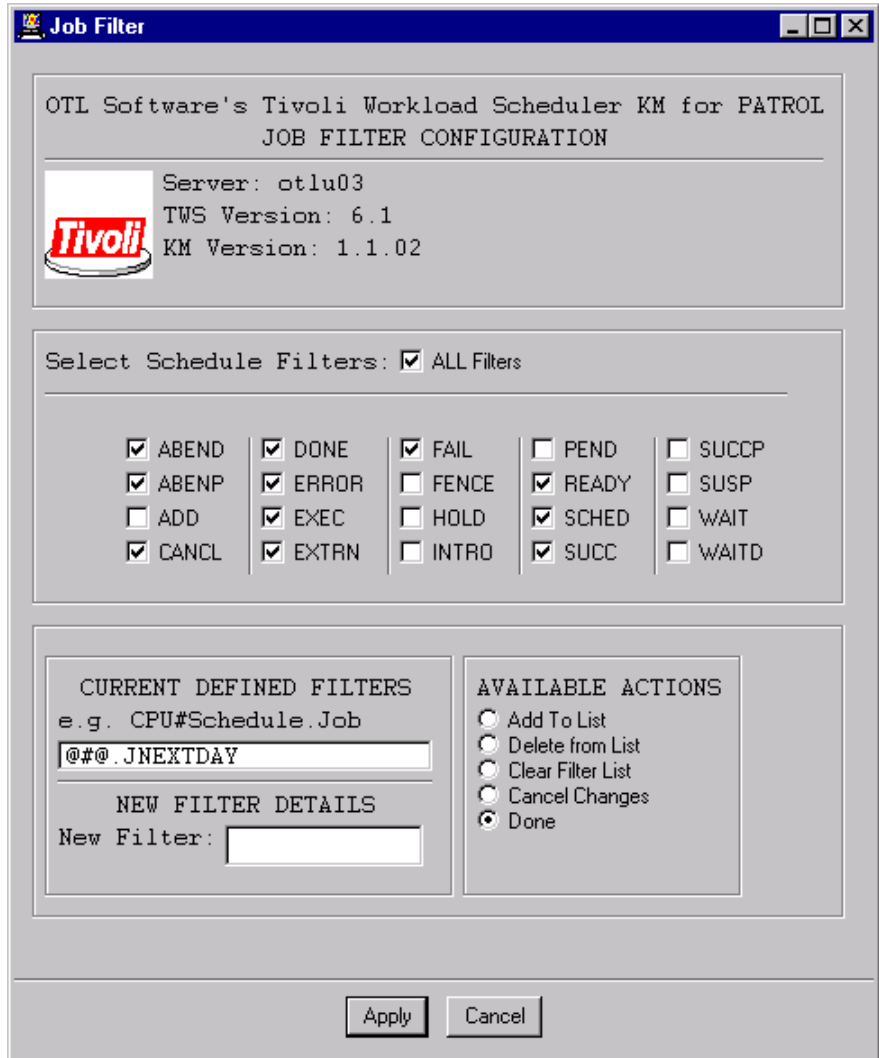 Job Filter
OTL Software's Tivoli Workload Scheduler KM for PATROL
JOB FILTER CONFIGURATION
Tivoli
Server: otlu03
TWS Version: 6.1
KM Version: 1.1.02
Select Schedule Filters: ALL Filters
ABEND DONE FAIL PEND SUCCP
ABENP ERROR FENCE READY SUSP
ADD EXEC HOLD SCHED WAIT
CANCL EXTRN INTRO SUCC WAITD
CURRENT DEFINED FILTERS
e.g. CPU#Schedule.Job
@#@.JNEXTDAY
NEW FILTER DETAILS
New Filter:
AVAILABLE ACTIONS
Add To List
Delete from List
Clear Filter List
Cancel Changes
Done
Apply Cancel